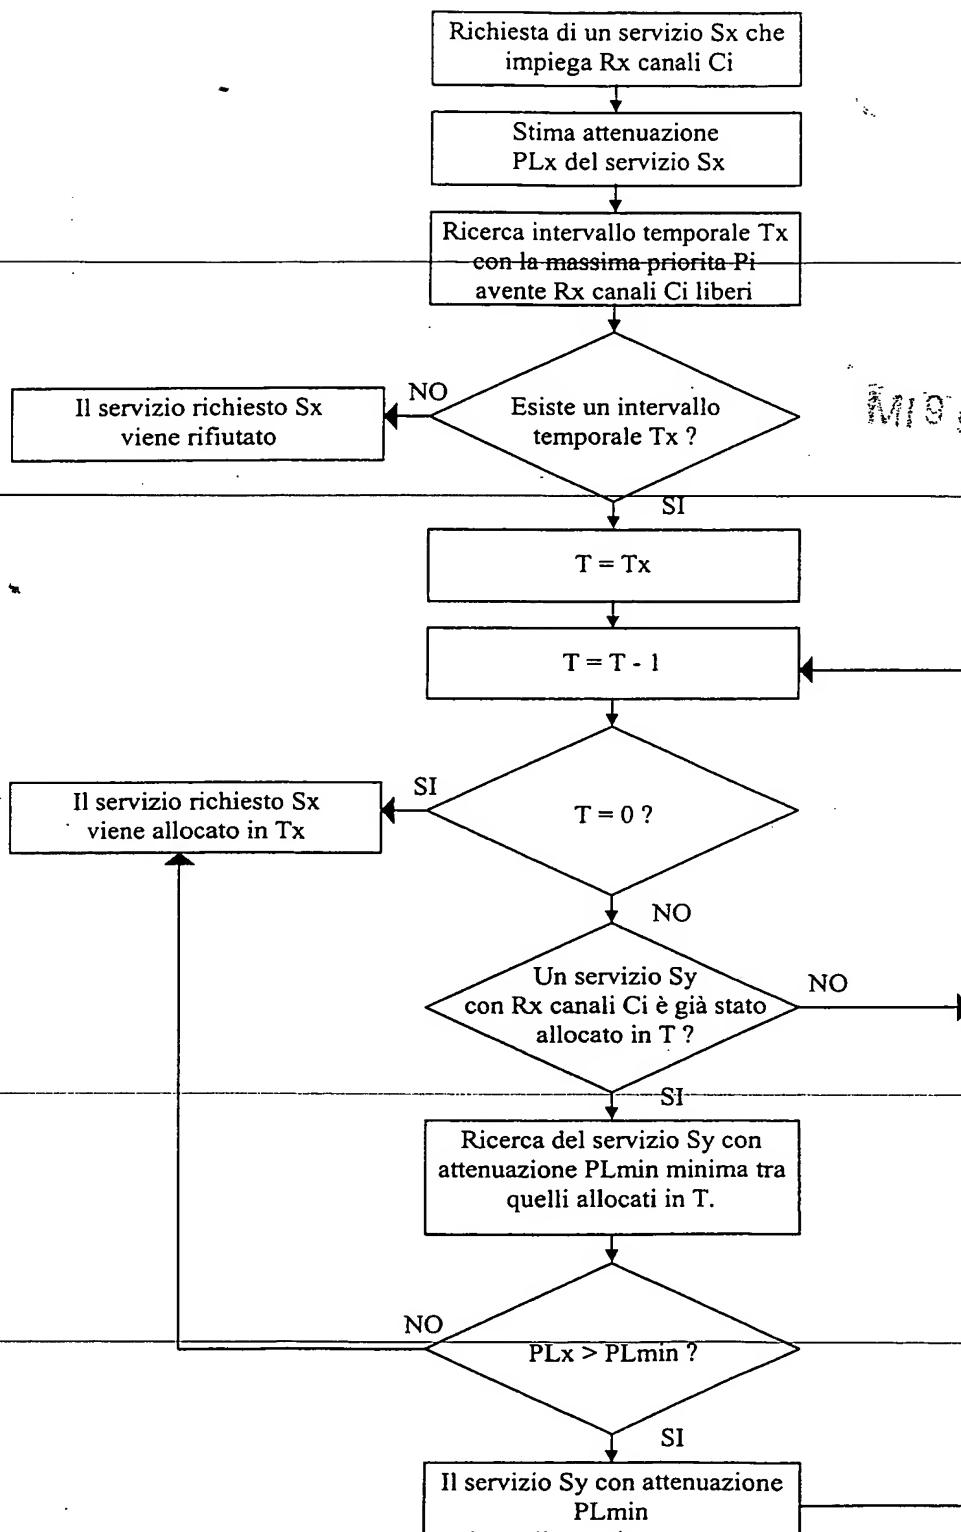 Richiesta di un servizio Sx che
impiega Rx canali Ci
Stima attenuazione
PLx del servizio Sx
Ricerca intervallo temporale Tx
con la massima priorita Pi
avente Rx canali Ci liberi
Esiste un intervallo
temporale Tx ?
NO
Il servizio richiesto Sx
viene rifiutato
MI9
SI
T = Tx
T = T - 1
T = 0 ?
SI
Il servizio richiesto Sx
viene allocato in Tx
NO
Un servizio Sy
con Rx canali Ci è già stato
allocato in T ?
NO
SI
Ricerca del servizio Sy con
attenuazione PLmin minima tra
quelli allocati in T.
PLx > PLmin ?
NO
SI
Il servizio Sy con attenuazione
PLmin